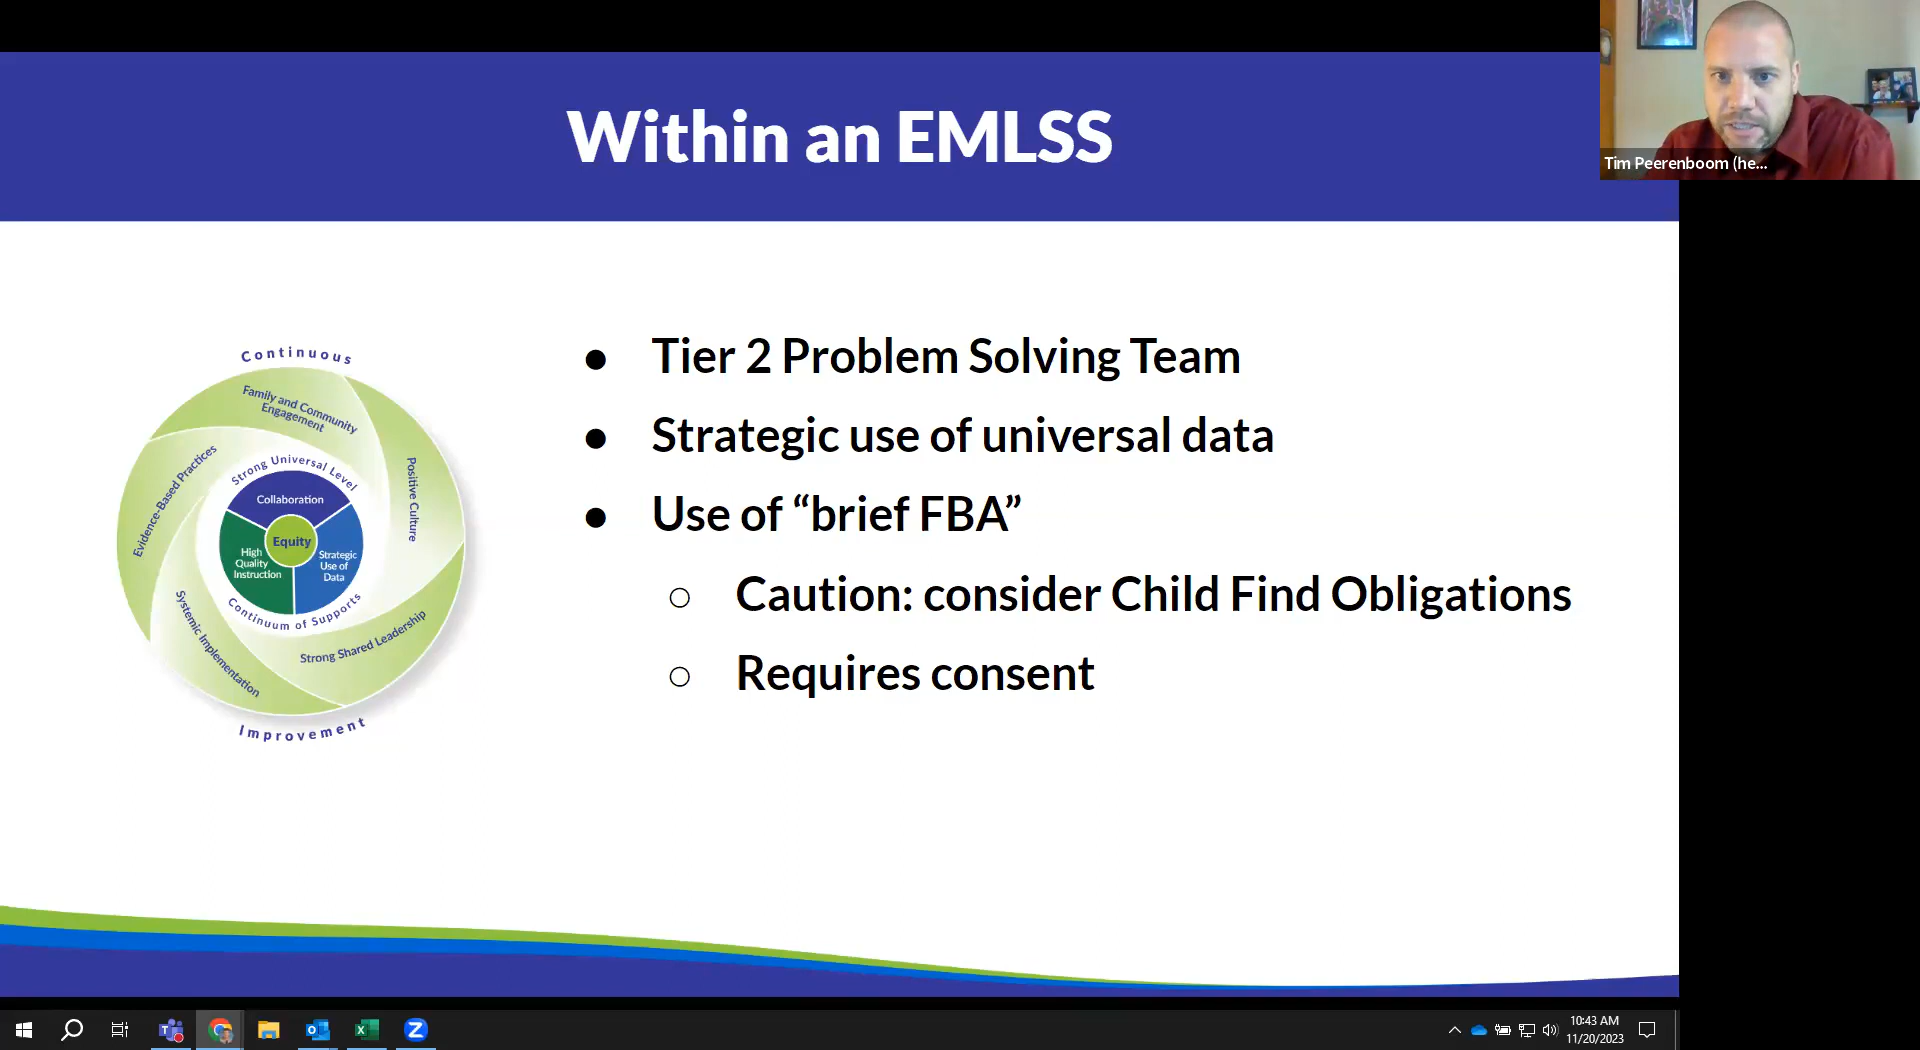 Within an EMLSS
Tim Peerenboom (he...
Continuous
Family and Community
Engagement
Positive Culture
Evidence-Based Practices
Strong Universal Level
Collaboration
Equity
High
Quality
Instruction
Strategic
Use of
Data
Continuum of Supports
Systemic Implementation
Strong Shared Leadership
Improvement
● Tier 2 Problem Solving Team
● Strategic use of universal data
● Use of “brief FBA”
○ Caution: consider Child Find Obligations
○ Requires consent
10:43 AM
11/20/2023